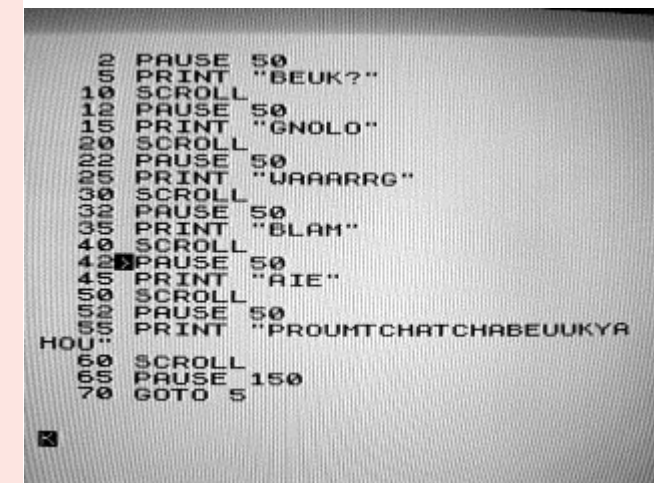 2 PAUSE 50
5 PRINT "BEUK?"
10 SCROLL
12 PAUSE 50
15 PRINT "GNOLO"
20 SCROLL
22 PAUSE 50
25 PRINT "WAAARRG"
30 SCROLL
32 PAUSE 50
35 PRINT "BLAM"
40 SCROLL
42>PAUSE 50
45 PRINT "AIE"
50 SCROLL
52 PAUSE 50
55 PRINT "PROUMTCHATCHABEUUKYA
HOU"
60 SCROLL
65 PAUSE 150
70 GOTO 5
K